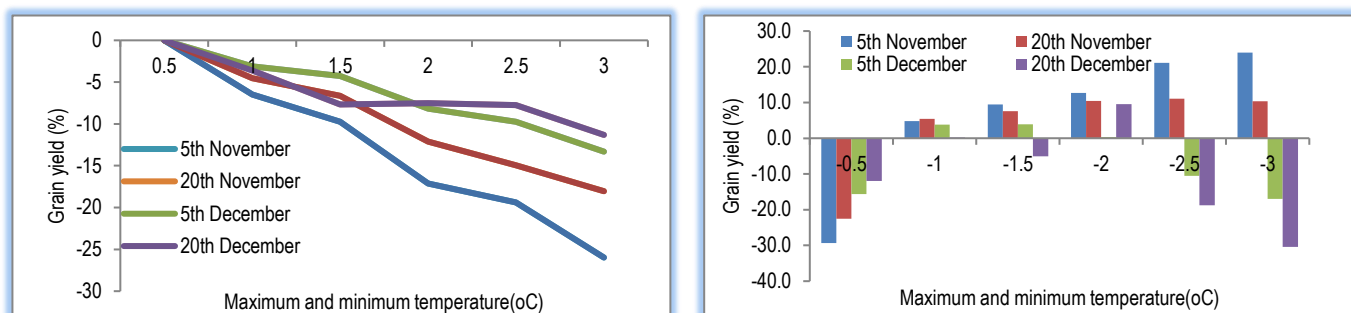 0
-5
-10
-15
-20
-25
-30
0.5
1
1.5
2
2.5
3
Grain yield (%)
5th November
20th November
5th December
20th December
Maximum and minimum temperature(oC)
30.0
20.0
10.0
0.0
-10.0
-20.0
-30.0
-40.0
5th November
20th November
5th December
20th December
-0.5
-1
-1.5
-2
-2.5
-3
Grain yield (%)
Maximum and minimum temperature(oC)